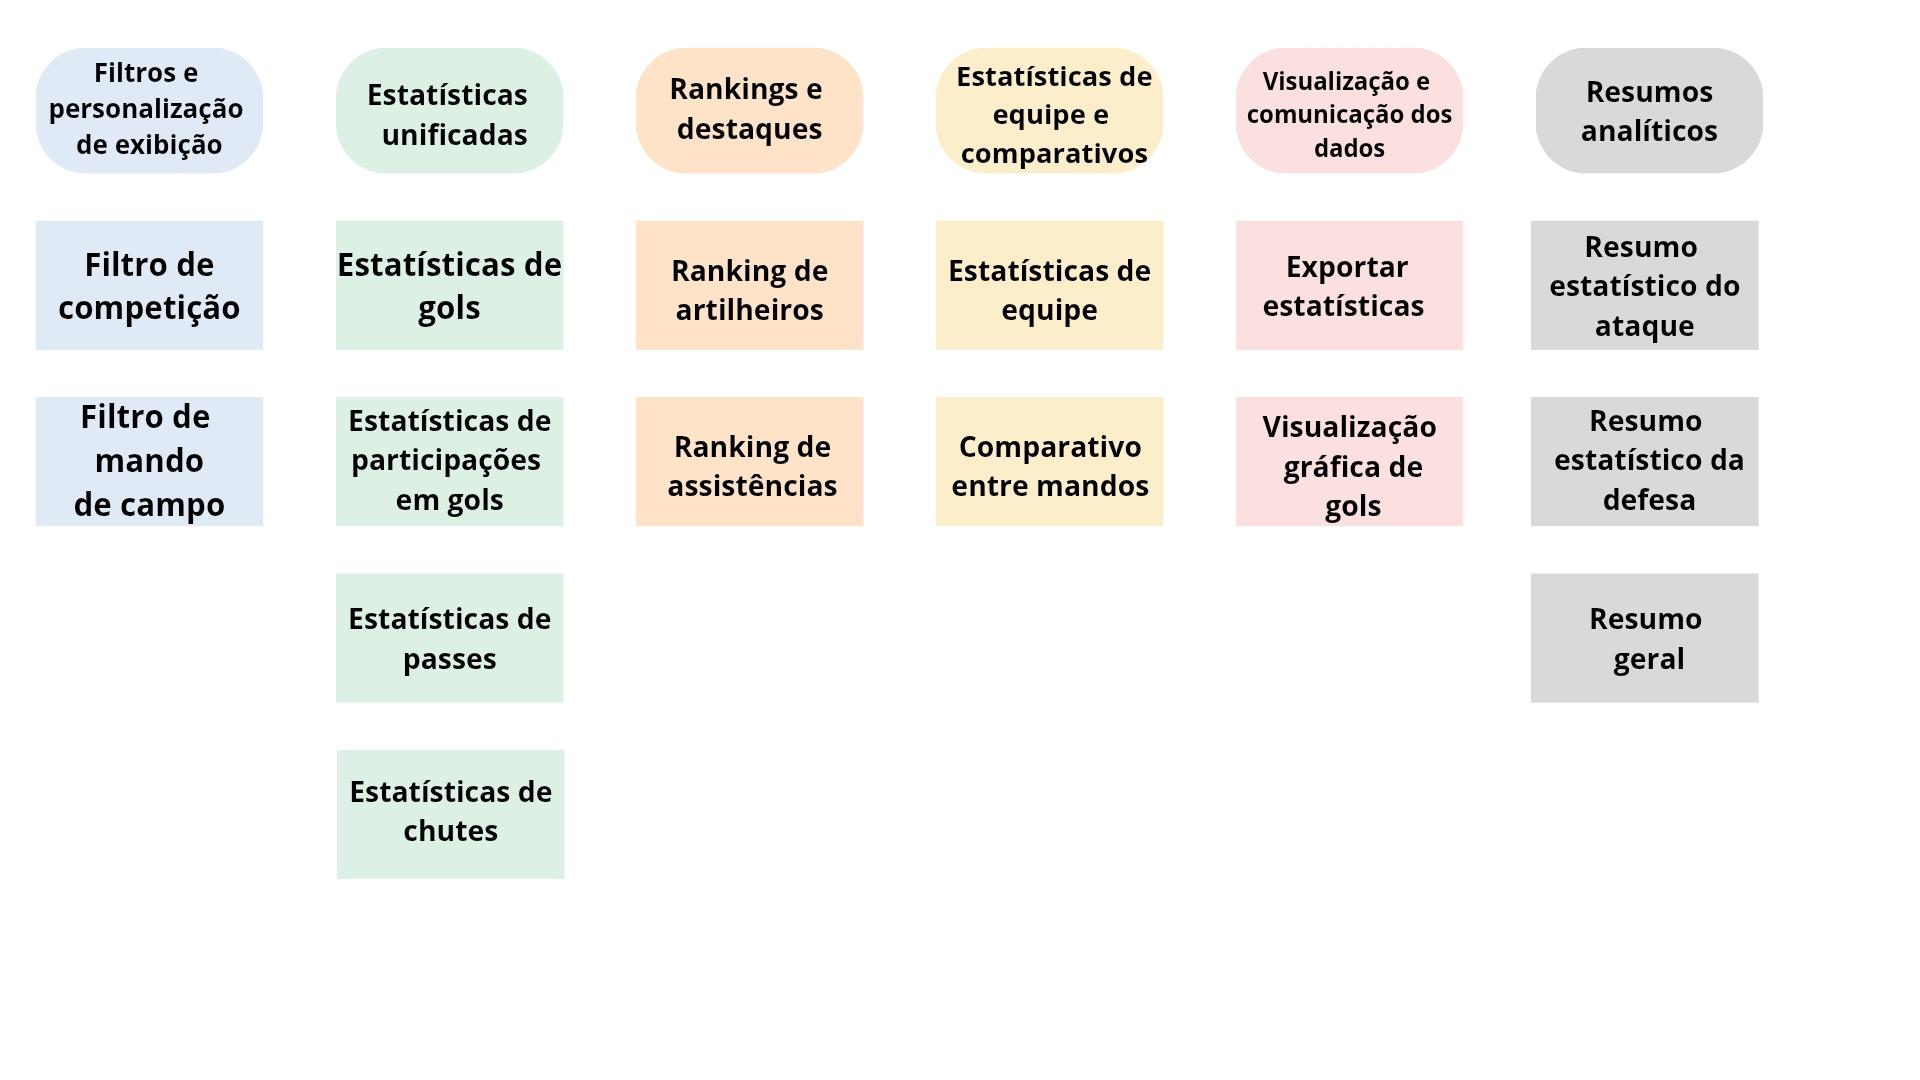 Filtros e
personalização
de exibição
Estatísticas
unificadas
Rankings e
destaques
Estatísticas de
equipe e
comparativos
Visualização e
comunicação dos
dados
Resumos
analíticos
Filtro de
competição
Estatísticas de
gols
Ranking de
artilheiros
Estatísticas de
equipe
Exportar
estatísticas
Resumo
estatístico do
ataque
Filtro de
mando
de campo
Estatísticas de
participações
em gols
Ranking de
assistências
Comparativo
entre mandos
Visualização
gráfica de
gols
Resumo
estatístico da
defesa
Estatísticas de
passes
Resumo
geral
Estatísticas de
chutes